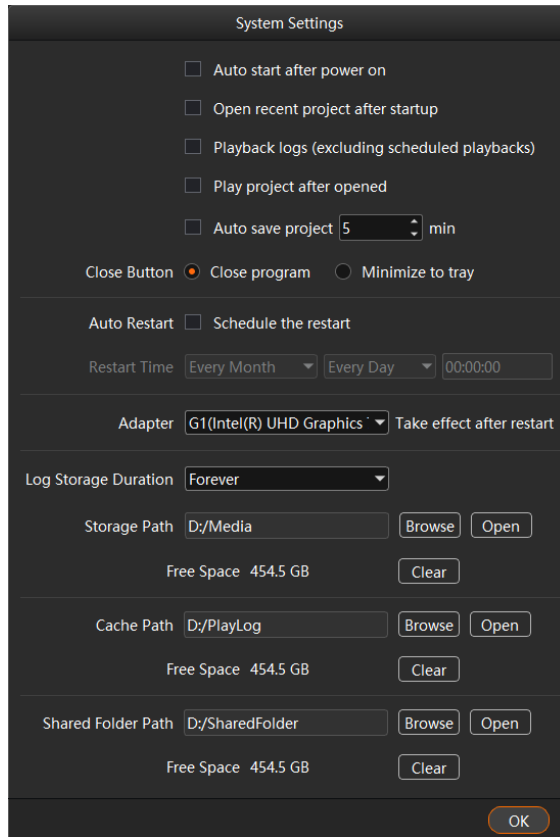 System Settings
Auto start after power on
Open recent project after startup
Playback logs (excluding scheduled playbacks)
Play project after opened
Auto save project 5 min
Close Button Close program Minimize to tray
Auto Restart Schedule the restart
Restart Time Every Month Every Day 00:00:00
Adapter G1(Intel(R) UHD Graphics Take effect after restart
Log Storage Duration Forever
Storage Path D:/Media Browse Open
Free Space 454.5 GB Clear
Cache Path D:/PlayLog Browse Open
Free Space 454.5 GB Clear
Shared Folder Path D:/SharedFolder Browse Open
Free Space 454.5 GB Clear
OK